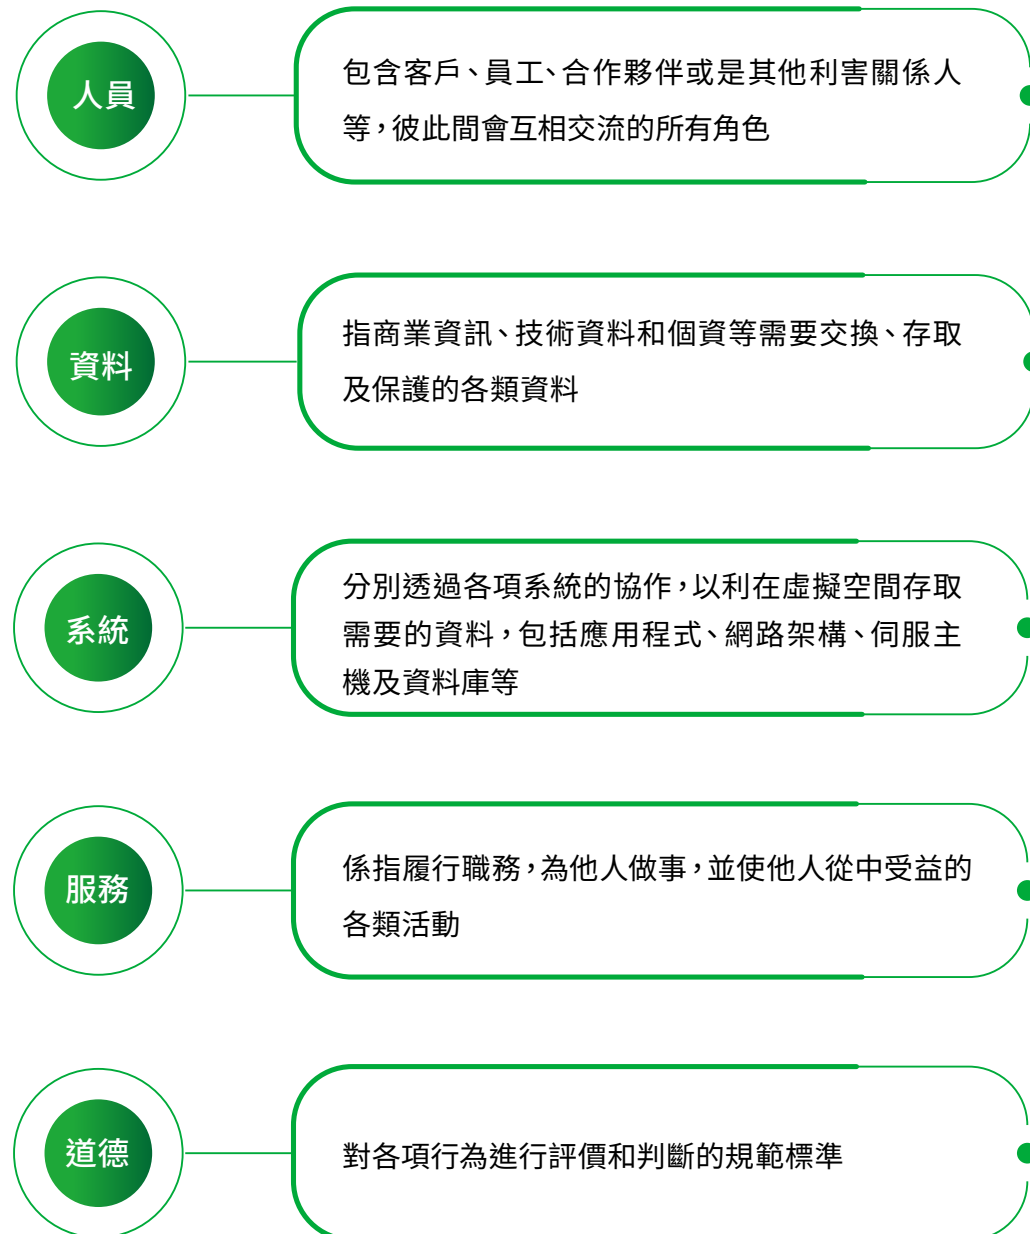 人員
包含客戶、員工、合作夥伴或是其他利害關係人
等，彼此間會互相交流的所有角色
資料
指商業資訊、技術資料和個資等需要交換、存取
及保護的各類資料
系統
分別透過各項系統的協作，以利在虛擬空間存取
需要的資料，包括應用程式、網路架構、伺服主
機及資料庫等
服務
係指履行職務，為他人做事，並使他人從中受益的
各類活動
道德
對各項行為進行評價和判斷的規範標準